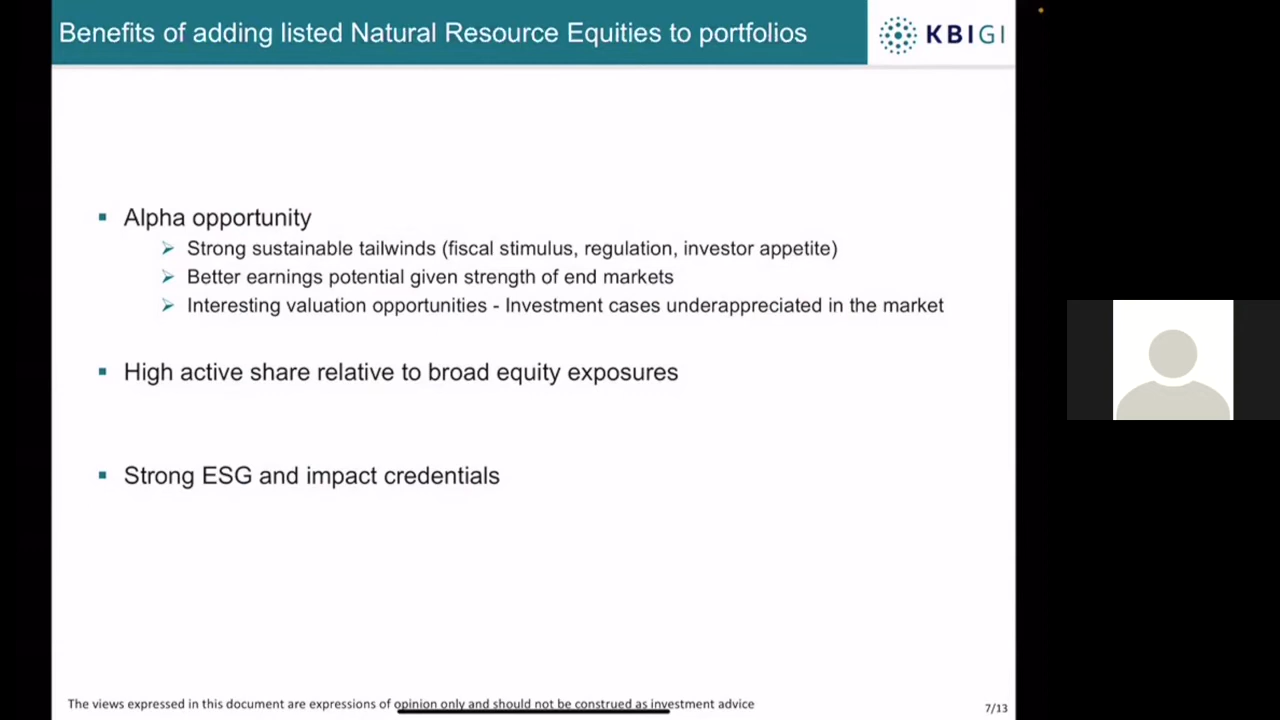 Benefits of adding listed Natural Resource Equities to portfolios
KBIGI
Alpha opportunity
Strong sustainable tailwinds (fiscal stimulus, regulation, investor appetite)
Better earnings potential given strength of end markets
Interesting valuation opportunities - Investment cases underappreciated in the market
High active share relative to broad equity exposures
Strong ESG and impact credentials
The views expressed in this document are expressions of opinion only and should not be construed as investment advice
7/13